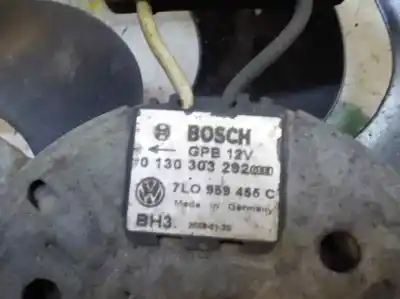 BOSCH
← GPB 12V
0 130 303 292
7L0 959 455 C
Made in Germany
BH3.